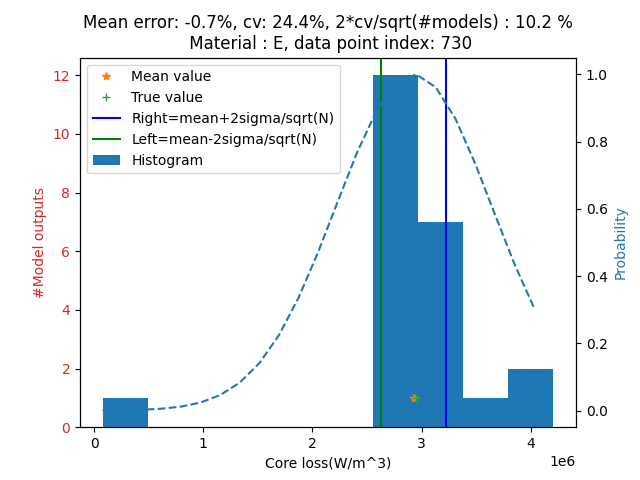 Mean error: -0.7%, cv: 24.4%, 2*cv/sqrt(#models) : 10.2 %
Material : E, data point index: 730
Mean value
True value
Right=mean+2sigma/sqrt(N)
Left=mean-2sigma/sqrt(N)
Histogram
12
10
8
6
4
2
0
#Model outputs
1.0
0.8
0.6
0.4
0.2
0.0
Probability
0 1 2 3 4
1e6
Core loss(W/m^3)